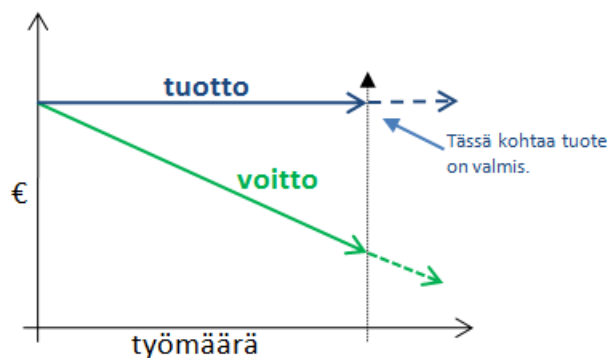 tuotto
Tässä kohtaa tuote
on valmis.
voitto
€
työmäärä